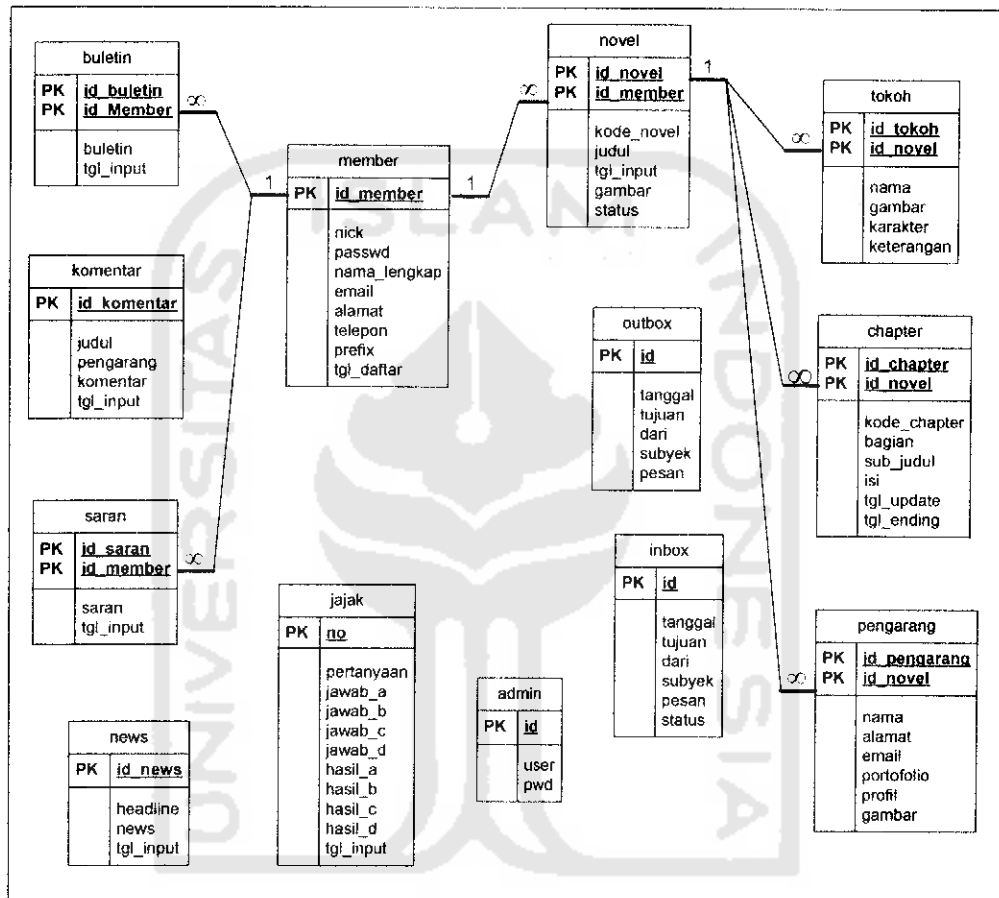 buletin
PK id_buletin
PK id_Member
buletin
tgl_input
∞
member
PK id_member
nick
passwd
nama_lengkap
email
alamat
telepon
prefix
tgl_daftar
1
1
novel
PK id_novel
PK id_member
kode_novel
judul
tgl_input
gambar
status
∞
1
tokoh
PK id_tokoh
PK id_novel
nama
gambar
karakter
keterangan
∞
komentar
PK id_komentar
judul
pengarang
komentar
tgl_input
outbox
PK id
tanggal
tujuan
dari
subyek
pesan
chapter
PK id_chapter
PK id_novel
kode_chapter
bagian
sub_judul
isi
tgl_update
tgl_ending
∞
saran
PK id_saran
PK id_member
saran
tgl_input
∞
jajak
PK no
pertanyaan
jawab_a
jawab_b
jawab_c
jawab_d
hasil_a
hasil_b
hasil_c
hasil_d
tgl_input
inbox
PK id
tanggal
tujuan
dari
subyek
pesan
status
pengarang
PK id_pengarang
PK id_novel
nama
alamat
email
portofolio
profil
gambar
∞
admin
PK id
user
pwd
news
PK id_news
headline
news
tgl_input
UNIVERSITAS
ISLAM
INDONESIA